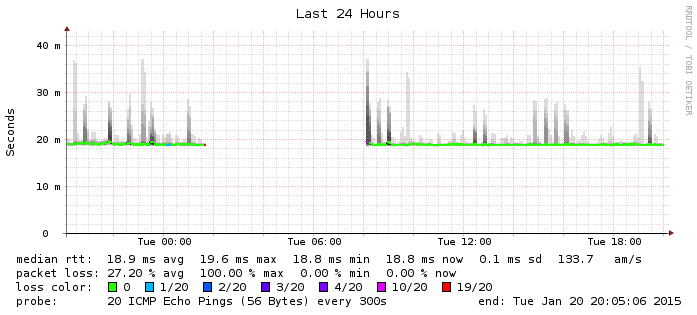 Last 24 Hours
RRDTOOL / TOBI OETIKER
Seconds
40 m
30 m
20 m
10 m
0
Tue 00:00 Tue 06:00 Tue 12:00 Tue 18:00
median rtt: 18.9 ms avg 19.6 ms max 18.8 ms min 18.8 ms now 0.1 ms sd 133.7 am/s
packet loss: 27.20 % avg 100.00 % max 0.00 % min 0.00 % now
loss color: 0 1/20 2/20 3/20 4/20 10/20 19/20
probe: 20 ICMP Echo Pings (56 Bytes) every 300s end: Tue Jan 20 20:05:06 2015